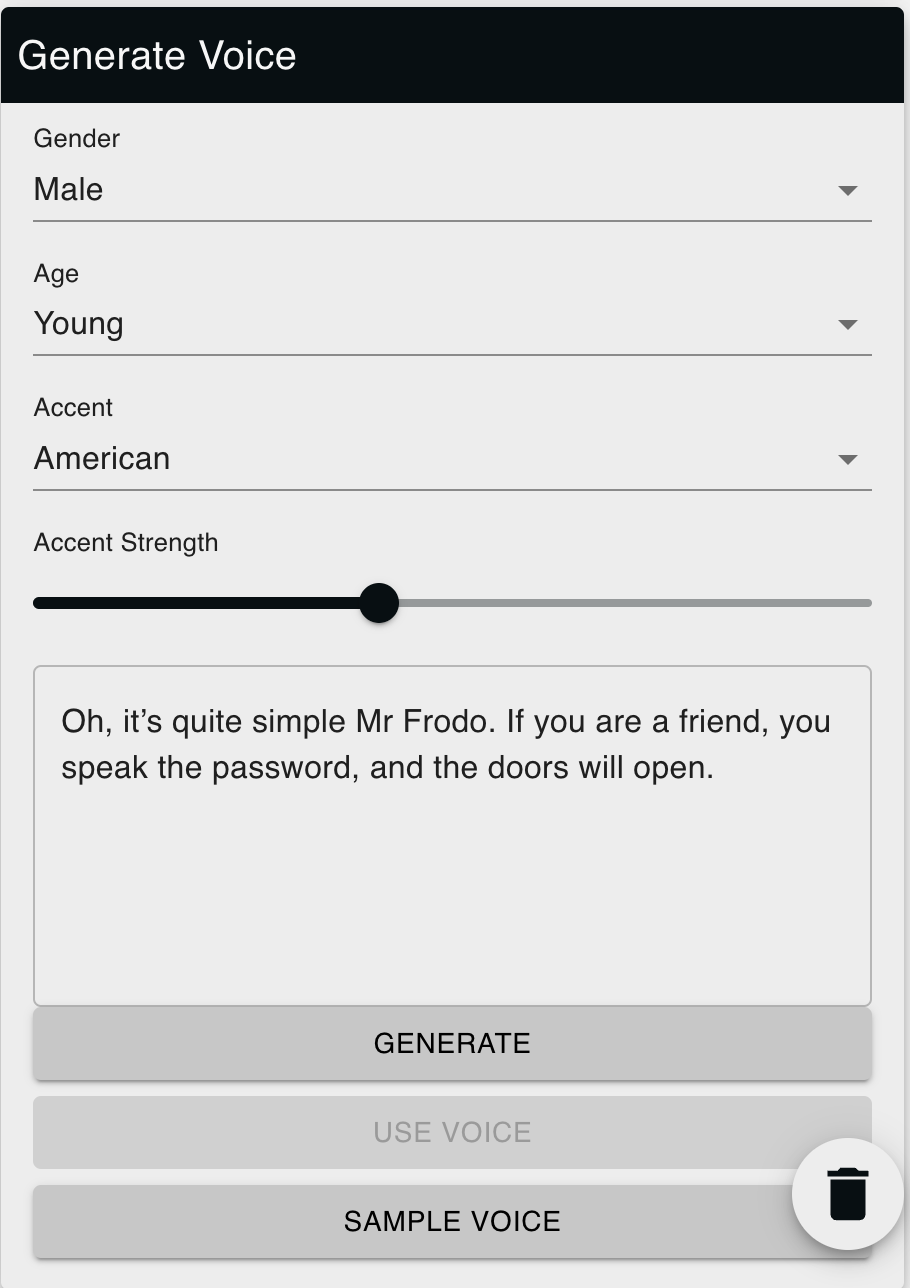 Generate Voice
Gender
Male
Age
Young
Accent
American
Accent Strength
Oh, it’s quite simple Mr Frodo. If you are a friend, you
speak the password, and the doors will open.
GENERATE
USE VOICE
SAMPLE VOICE